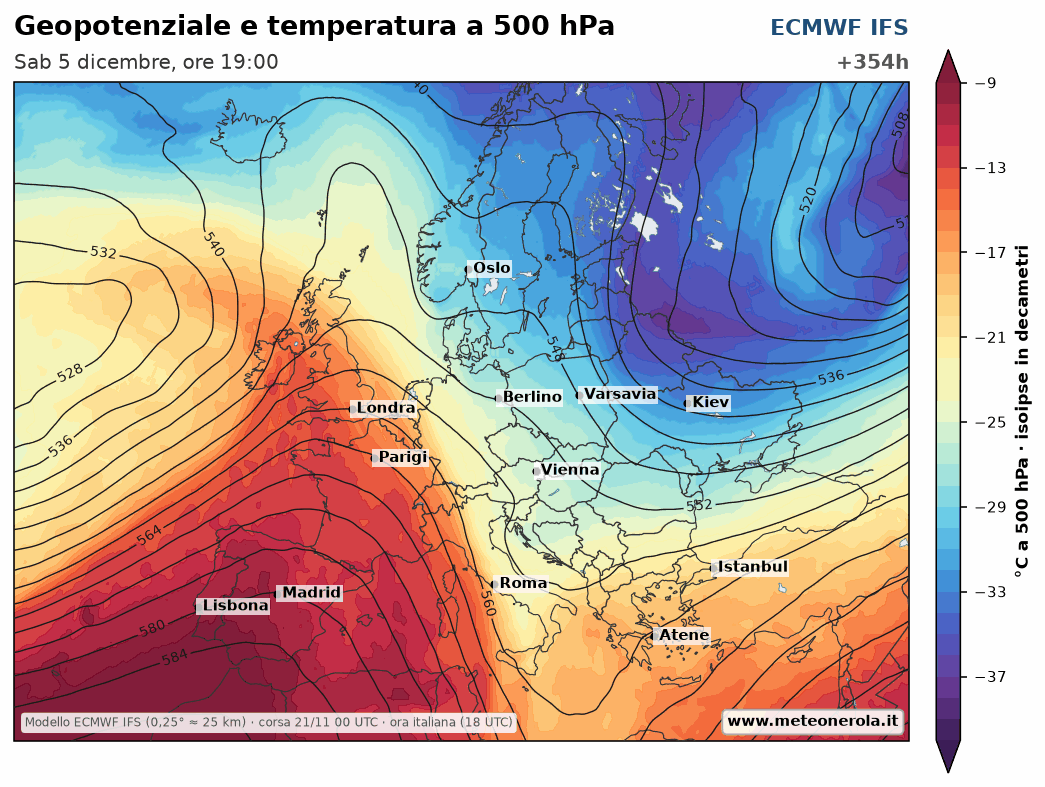 Geopotenziale e temperatura a 500 hPa
ECMWF IFS
Sab 5 dicembre, ore 19:00
+354h
508
520
532
540
Oslo
528
548
536
Berlino
Varsavia
Kiev
Londra
536
Parigi
Vienna
552
564
Istanbul
Roma
Madrid
560
Lisbona
580
Atene
584
Modello ECMWF IFS (0,25° ≈ 25 km) · corsa 21/11 00 UTC · ora italiana (18 UTC)
www.meteonerola.it
−9
−13
−17
−21
−25
−29
−33
−37
°C a 500 hPa · isoipse in decametri